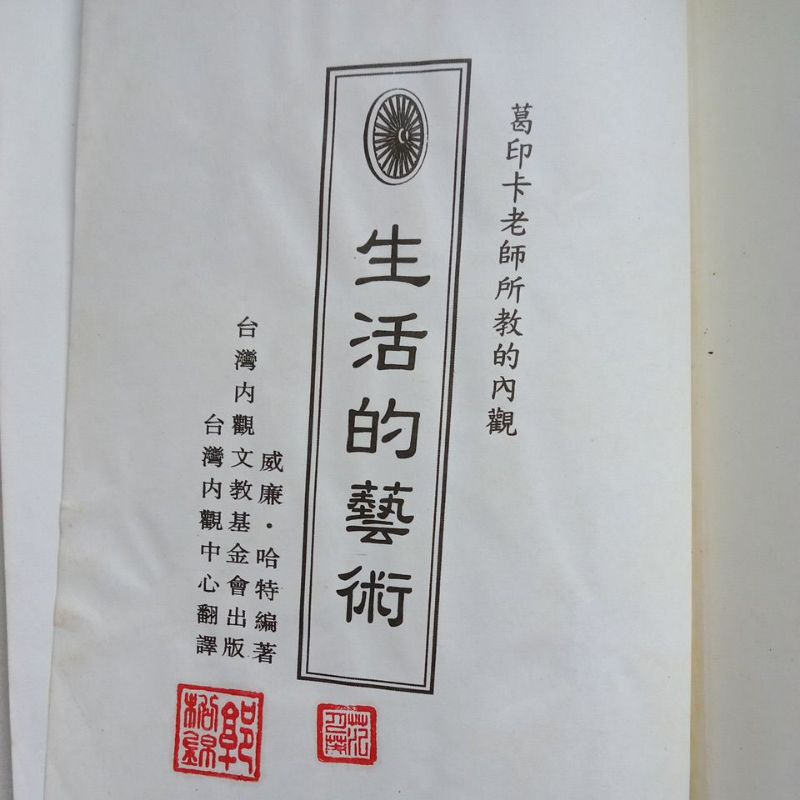 葛印卡老師所教的內觀
生活的藝術
威廉·哈特編著
台灣内觀文教基金會出版
台灣内觀中心翻譯